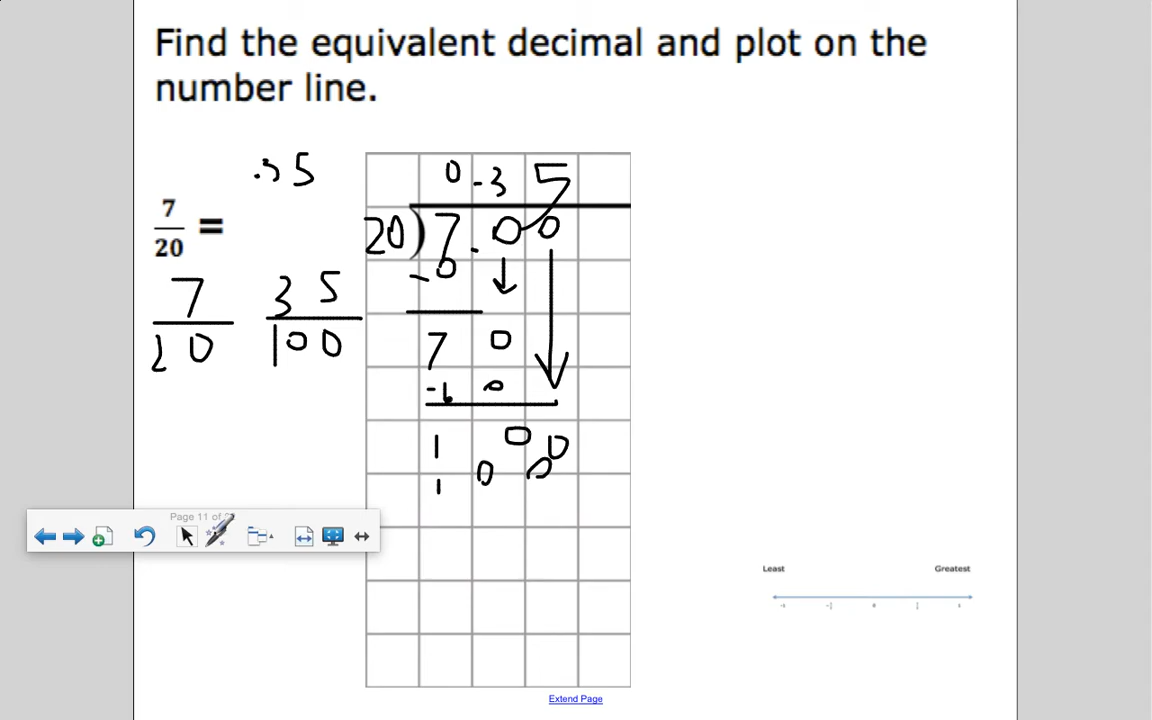 Find the equivalent decimal and plot on the
number line.
.35
7/20 =
7/20 35/100
0.35
20)7.00
-0
70
-60
100
100
Page 11 of
Least Greatest
Extend Page